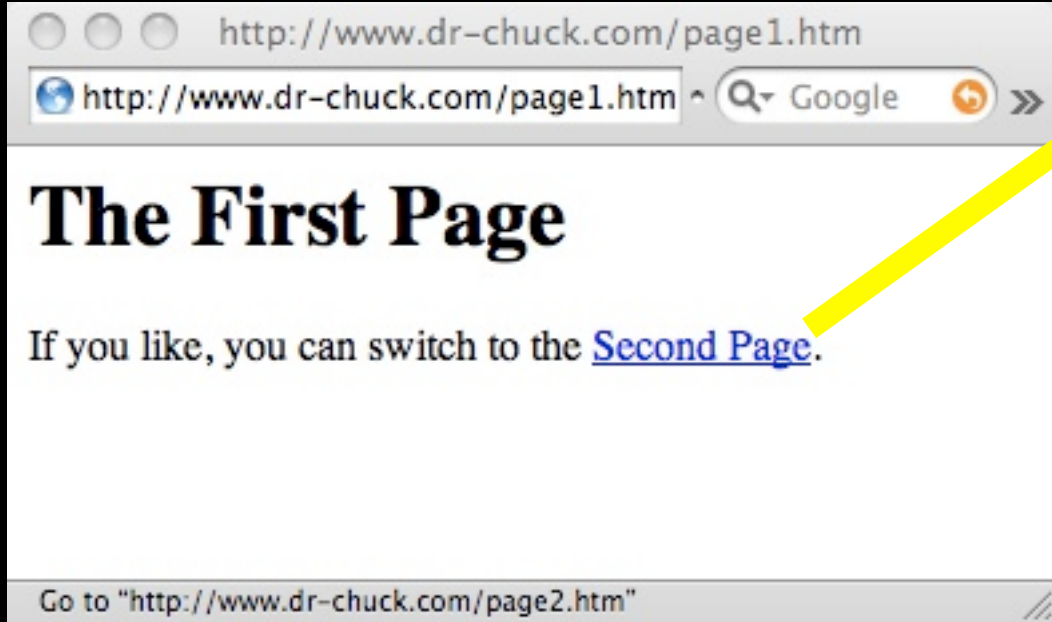 http://www.dr-chuck.com/page1.htm
http://www.dr-chuck.com/page1.htm Google »
The First Page
If you like, you can switch to the Second Page.
Go to "http://www.dr-chuck.com/page2.htm"